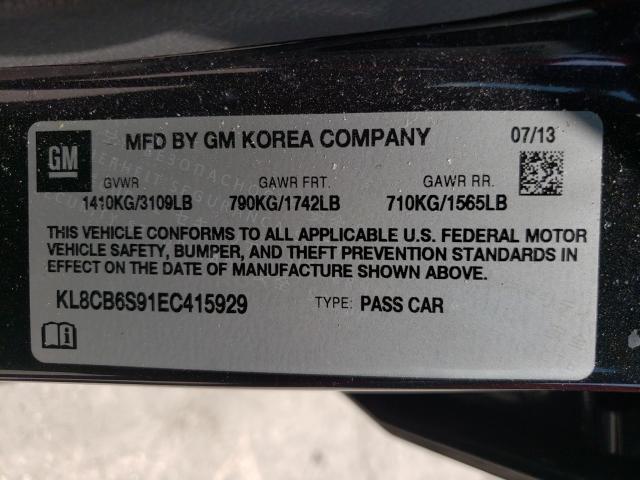 GM
MFD BY GM KOREA COMPANY 07/13
GVWR GAWR FRT. GAWR RR.
1410KG/3109LB 790KG/1742LB 710KG/1565LB
THIS VEHICLE CONFORMS TO ALL APPLICABLE U.S. FEDERAL MOTOR
VEHICLE SAFETY, BUMPER, AND THEFT PREVENTION STANDARDS IN
EFFECT ON THE DATE OF MANUFACTURE SHOWN ABOVE.
KL8CB6S91EC415929 TYPE: PASS CAR